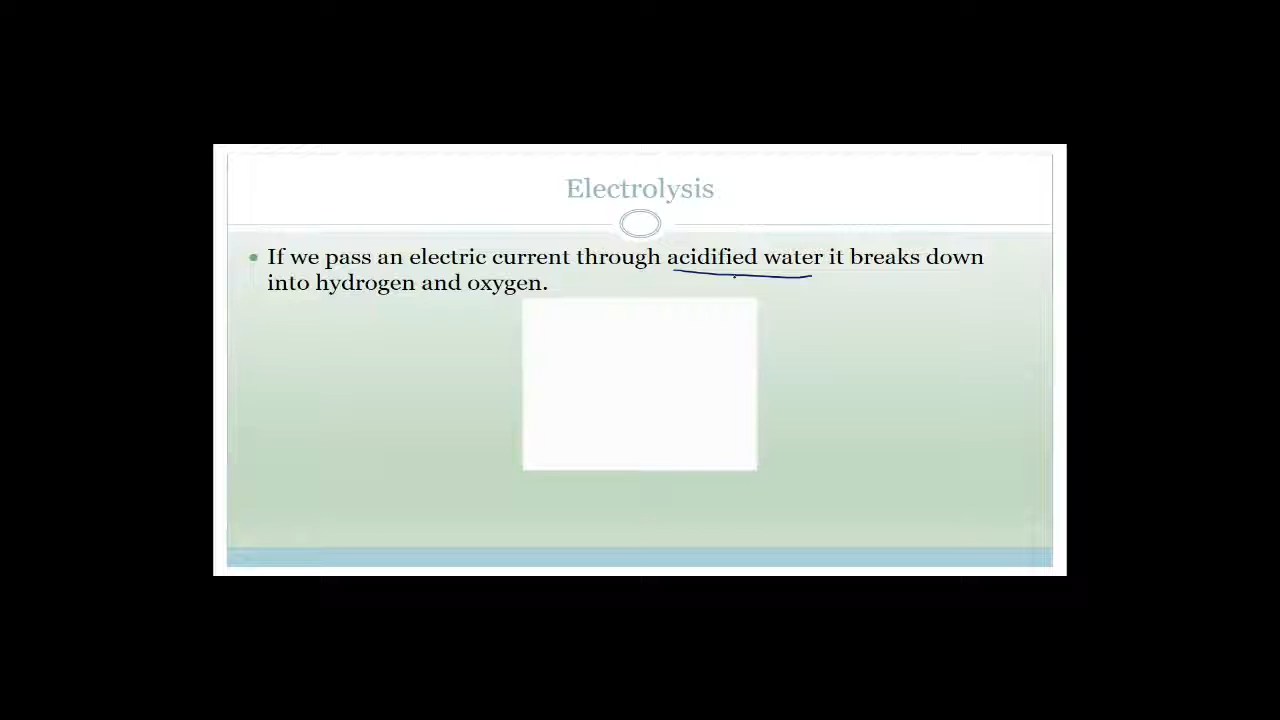 Electrolysis
• If we pass an electric current through acidified water it breaks down
into hydrogen and oxygen.